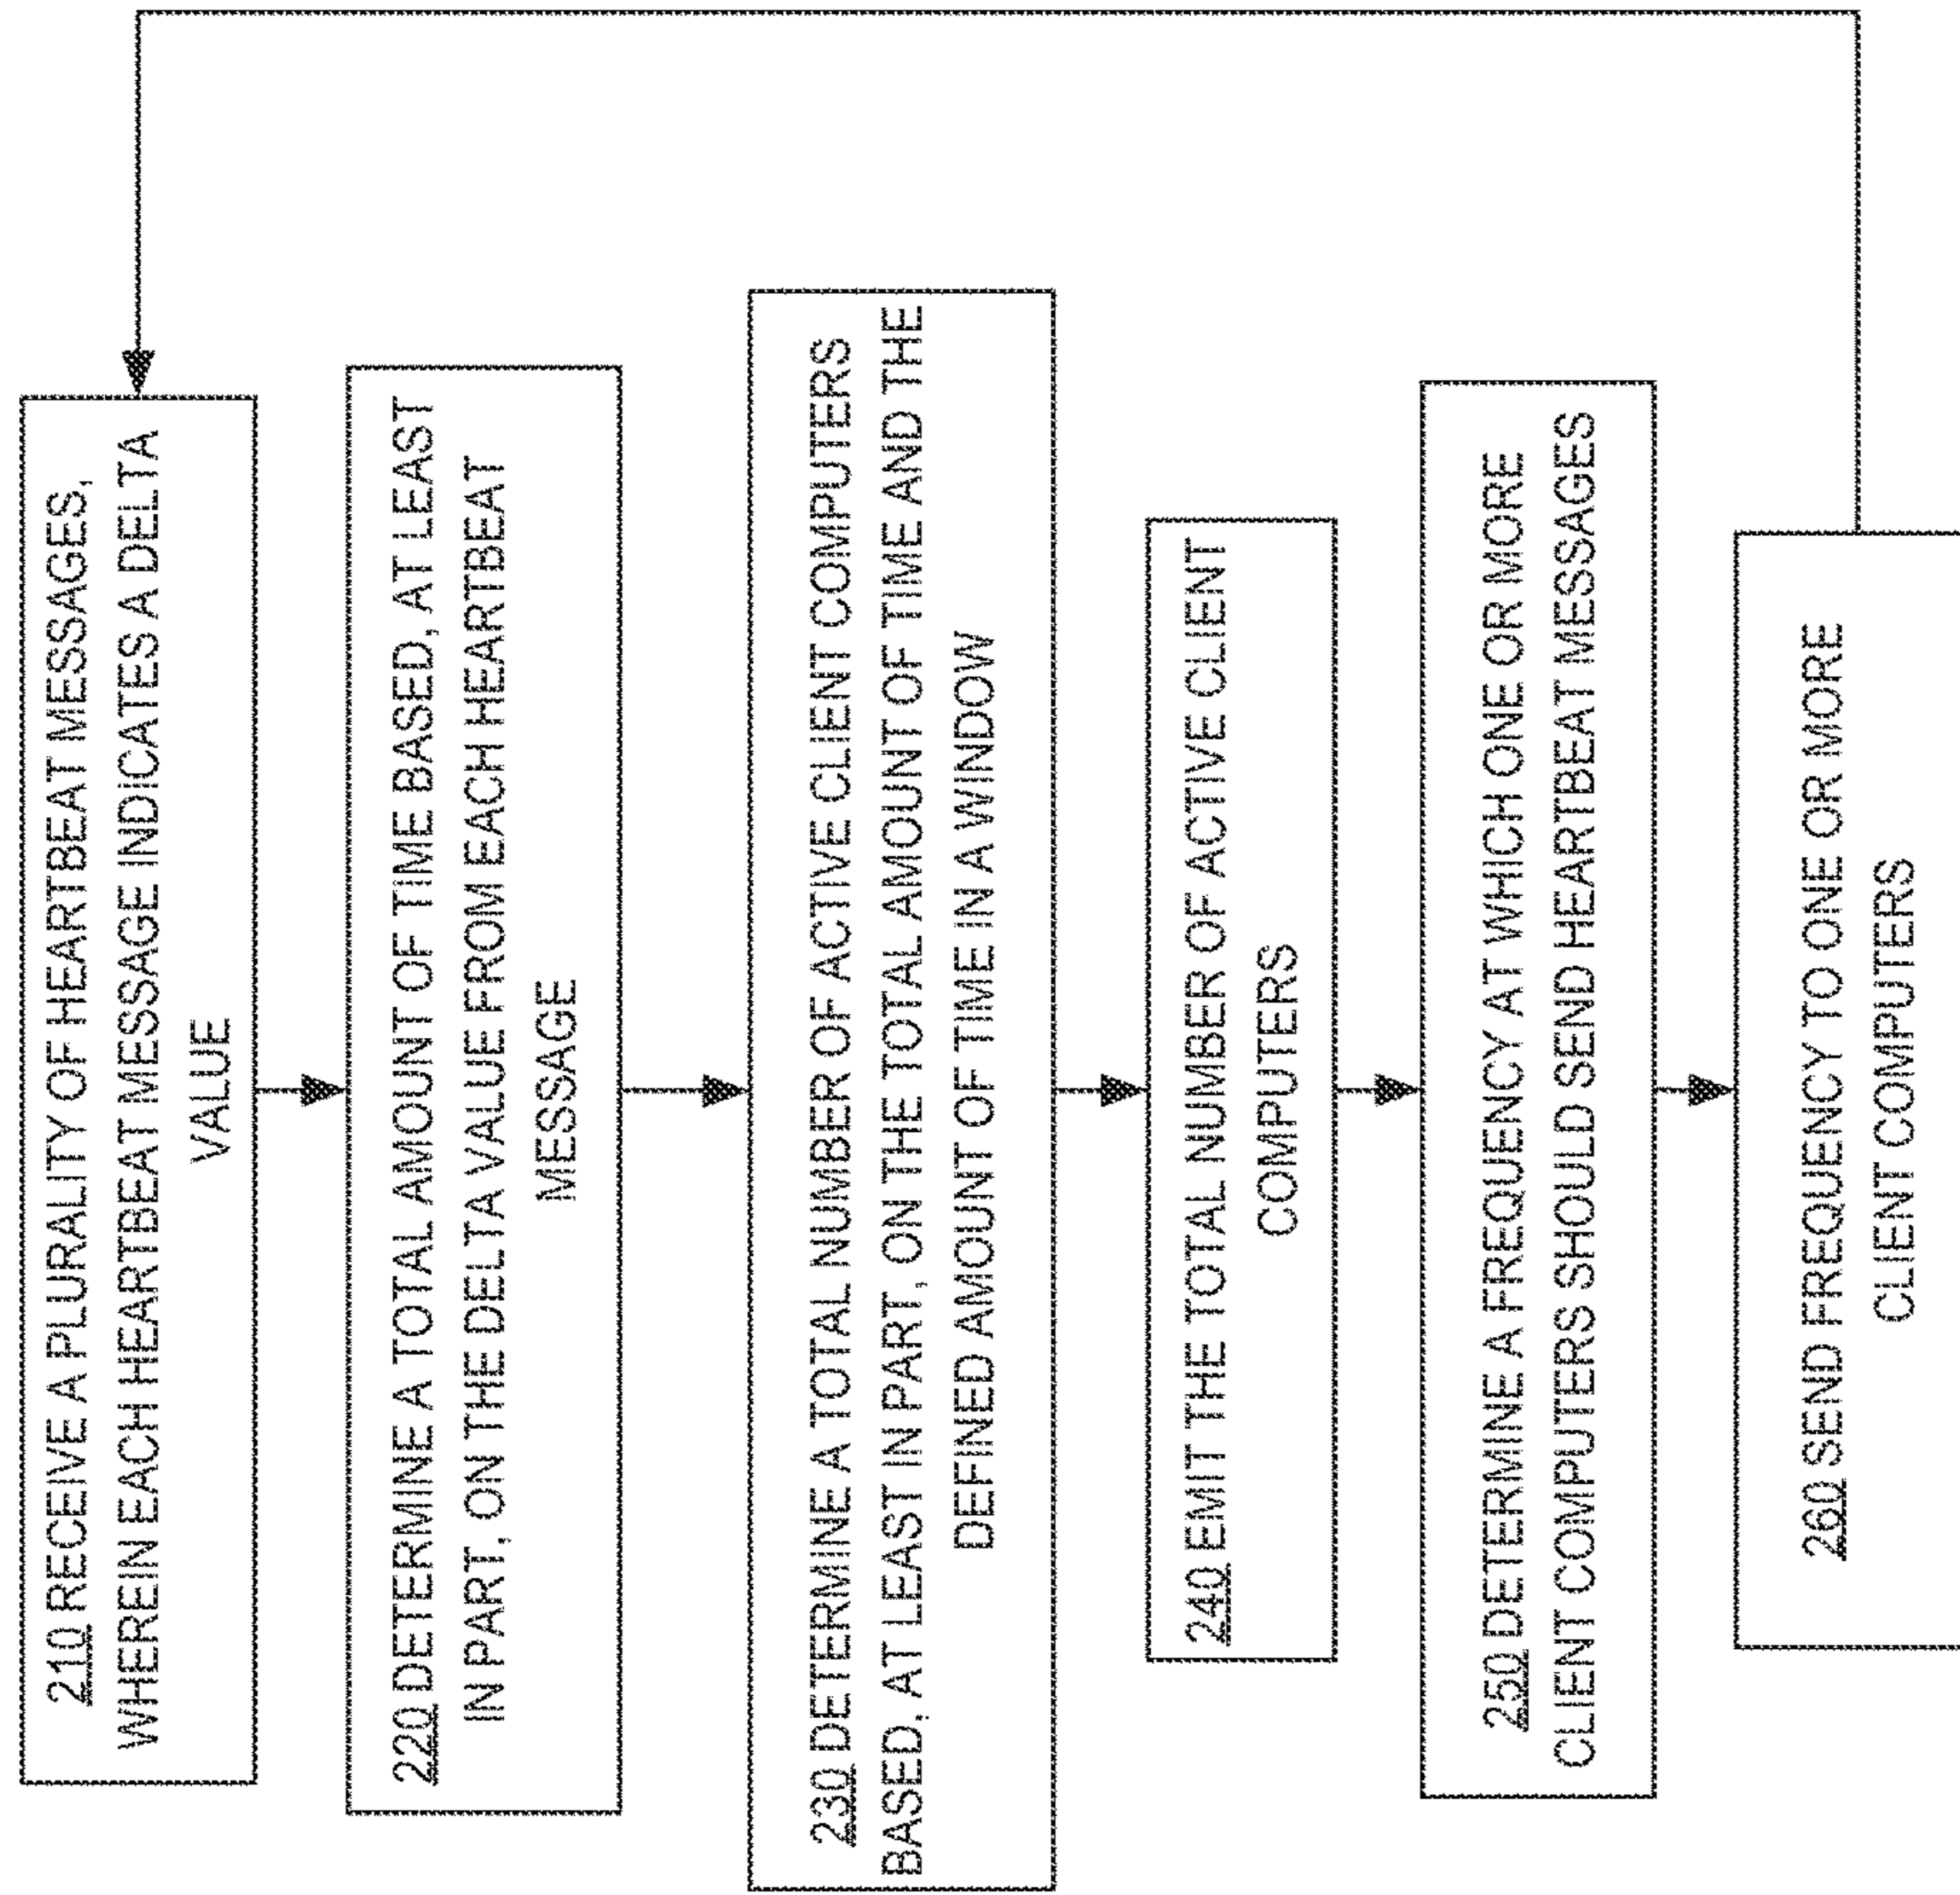 210 RECEIVE A PLURALITY OF HEARTBEAT MESSAGES,
WHEREIN EACH HEARTBEAT MESSAGE INDICATES A DELTA
VALUE
220 DETERMINE A TOTAL AMOUNT OF TIME BASED, AT LEAST
IN PART, ON THE DELTA VALUE FROM EACH HEARTBEAT
MESSAGE
230 DETERMINE A TOTAL NUMBER OF ACTIVE CLIENT COMPUTERS
BASED, AT LEAST IN PART, ON THE TOTAL AMOUNT OF TIME AND THE
DEFINED AMOUNT OF TIME IN A WINDOW
240 EMIT THE TOTAL NUMBER OF ACTIVE CLIENT
COMPUTERS
250 DETERMINE A FREQUENCY AT WHICH ONE OR MORE
CLIENT COMPUTERS SHOULD SEND HEARTBEAT MESSAGES
260 SEND FREQUENCY TO ONE OR MORE
CLIENT COMPUTERS